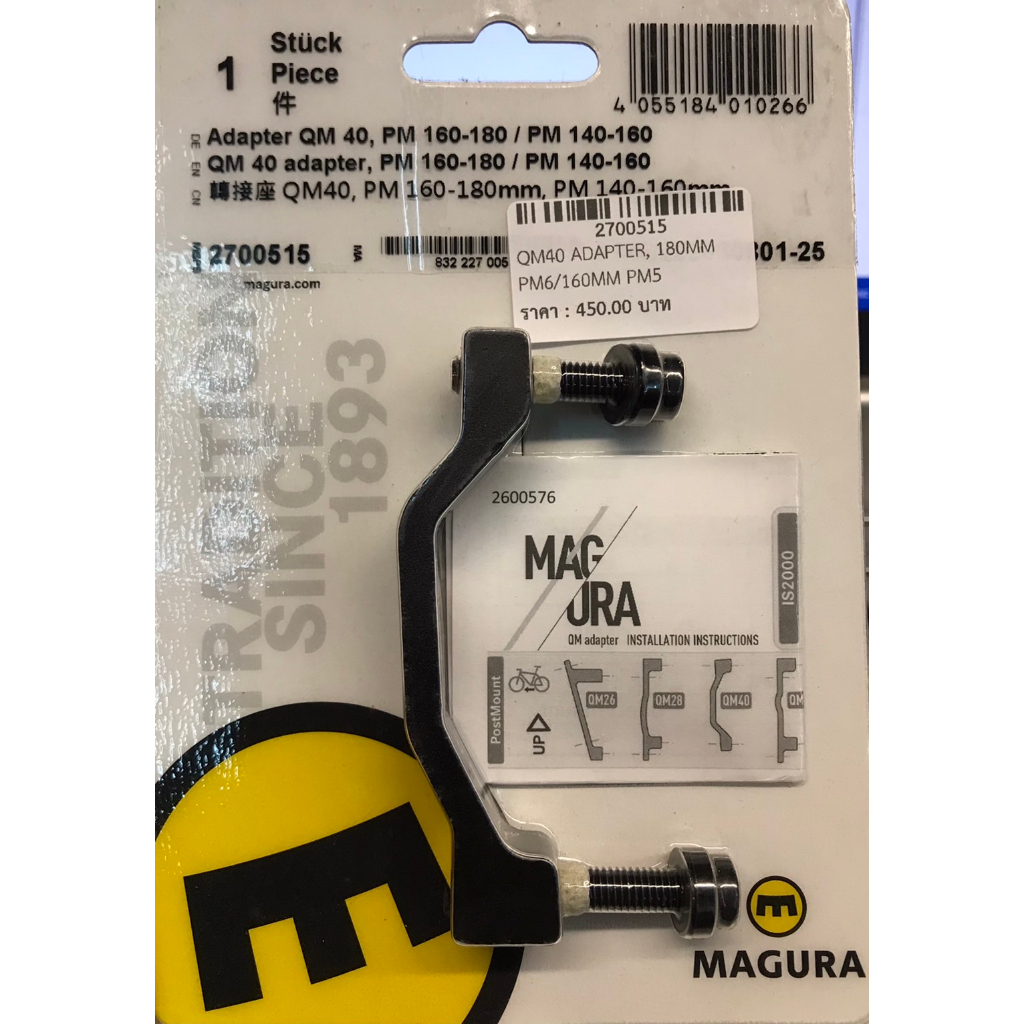 1
Stück
Piece
件
4 055184 010266
DE Adapter QM 40, PM 160-180 / PM 140-160
EN QM 40 adapter, PM 160-180 / PM 140-160
CN 轉接座 QM40, PM 160-180mm, PM 140-160mm
2700515
MA
832 227 005
301-25
magura.com
2700515
QM40 ADAPTER, 180MM
PM6/160MM PM5
ราคา : 450.00 บาท
TRADITION
SINCE
1893
2600576
MAG
URA
QM adapter INSTALLATION INSTRUCTIONS
IS2000
PostMount
UP
QM26
QM28
QM40
QM
MAGURA